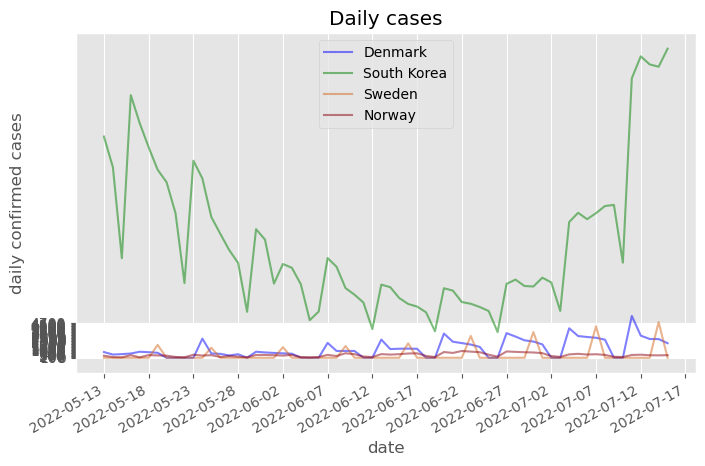 Daily cases
Denmark
South Korea
Sweden
Norway
daily confirmed cases
4700
200
2022-05-13
2022-05-18
2022-05-23
2022-05-28
2022-06-02
2022-06-07
2022-06-12
2022-06-17
2022-06-22
2022-06-27
2022-07-02
2022-07-07
2022-07-12
2022-07-17
date